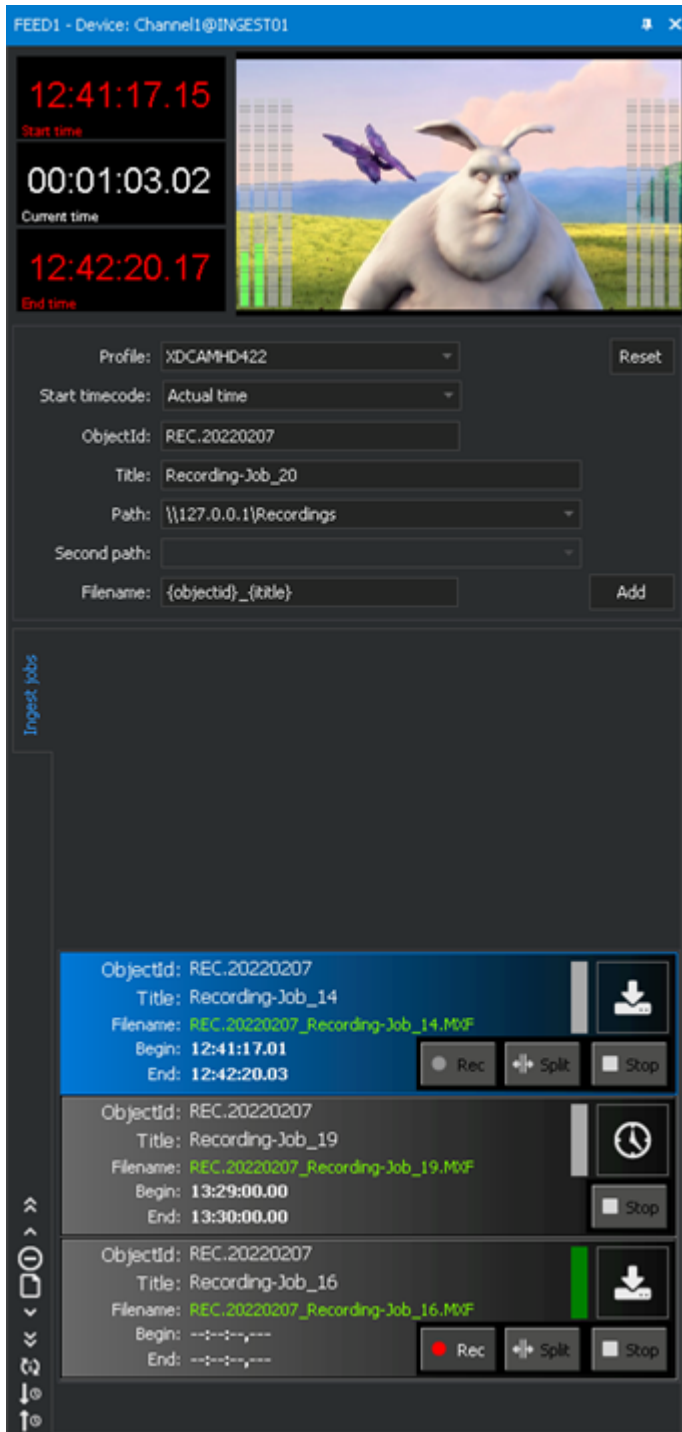 FEED1 - Device: Channel1@INGEST01
12:41:17.15
Start time
00:01:03.02
Current time
12:42:20.17
End time
Profile: XDCAMHD422 Reset
Start timecode: Actual time
ObjectId: REC.20220207
Title: Recording-Job_20
Path: \\127.0.0.1\Recordings
Second path:
Filename: {objectid}_{ititle} Add
Ingest jobs
ObjectId: REC.20220207
Title: Recording-Job_14
Filename: REC.20220207_Recording-Job_14.MXF
Begin: 12:41:17.01
End: 12:42:20.03
Rec Split Stop
ObjectId: REC.20220207
Title: Recording-Job_19
Filename: REC.20220207_Recording-Job_19.MXF
Begin: 13:29:00.00
End: 13:30:00.00
Stop
ObjectId: REC.20220207
Title: Recording-Job_16
Filename: REC.20220207_Recording-Job_16.MXF
Begin: --:--:--,---
End: --:--:--,---
Rec Split Stop